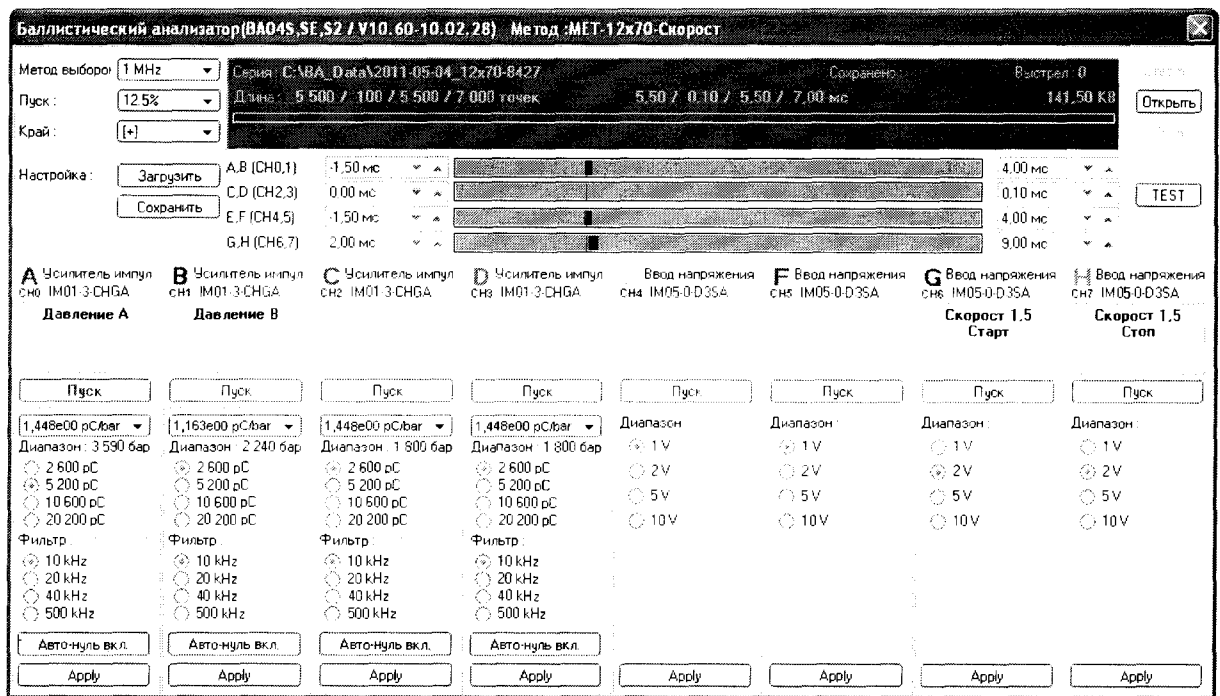 Баллистический анализатор(BA04S,SE,S2 / V10.60-10.02.28) Метод :MET-12x70-Скорост
Метод выборо 1 MHz
Серия: C:\BA_Data\2011-05-04_12x70-8427 Сохранено: Выстрел: 0
Пуск : 12.5%
Длина: 5 500 / 100 / 5 500 / 7 000 точек 5,50 / 0,10 / 5,50 / 7,00 мс 141,50 KB
Открыть
Край : [+]
Настройка : Загрузить
Сохранить
A,B (CH0,1) -1,50 мс 4,00 мс
C,D (CH2,3) 0,00 мс 0,10 мс
TEST
E,F (CH4,5) -1,50 мс 4,00 мс
G,H (CH6,7) 2,00 мс 9,00 мс
A Усилитель импул B Усилитель импул C Усилитель импул D Усилитель импул Ввод напряжения F Ввод напряжения G Ввод напряжения H Ввод напряжения
CH0 IM01-3-CHGA CH1 IM01-3-CHGA CH2 IM01-3-CHGA CH3 IM01-3-CHGA CH4 IM05-0-D3SA CH5 IM05-0-D3SA CH6 IM05-0-D3SA CH7 IM05-0-D3SA
Давление A Давление B Скорост 1,5 Скорост 1,5
Старт Стоп
Пуск Пуск Пуск Пуск Пуск Пуск Пуск Пуск
1,448e00 pC/bar 1,163e00 pC/bar 1,448e00 pC/bar 1,448e00 pC/bar Диапазон : Диапазон : Диапазон : Диапазон :
Диапазон : 3 590 бар Диапазон : 2 240 бар Диапазон : 1 800 бар Диапазон : 1 800 бар
2 600 pC 2 600 pC 2 600 pC 2 600 pC 1 V 1 V 1 V 1 V
5 200 pC 5 200 pC 5 200 pC 5 200 pC 2 V 2 V 2 V 2 V
10 600 pC 10 600 pC 10 600 pC 10 600 pC 5 V 5 V 5 V 5 V
20 200 pC 20 200 pC 20 200 pC 20 200 pC 10 V 10 V 10 V 10 V
Фильтр : Фильтр : Фильтр : Фильтр :
10 kHz 10 kHz 10 kHz 10 kHz
20 kHz 20 kHz 20 kHz 20 kHz
40 kHz 40 kHz 40 kHz 40 kHz
500 kHz 500 kHz 500 kHz 500 kHz
Авто-нуль вкл. Авто-нуль вкл. Авто-нуль вкл. Авто-нуль вкл.
Apply Apply Apply Apply Apply Apply Apply Apply